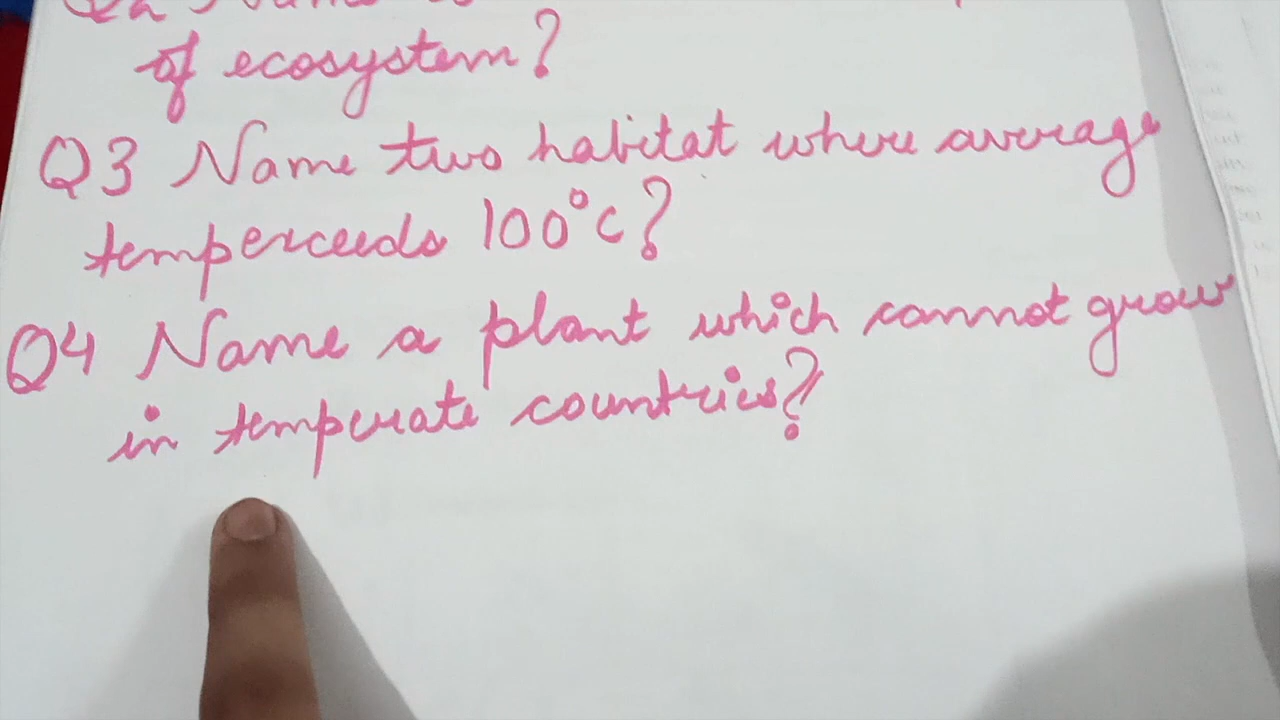 of ecosystem?
Q3 Name two habitat where average
temperceeds 100°c?
Q4 Name a plant which cannot grow
in temperate countries?